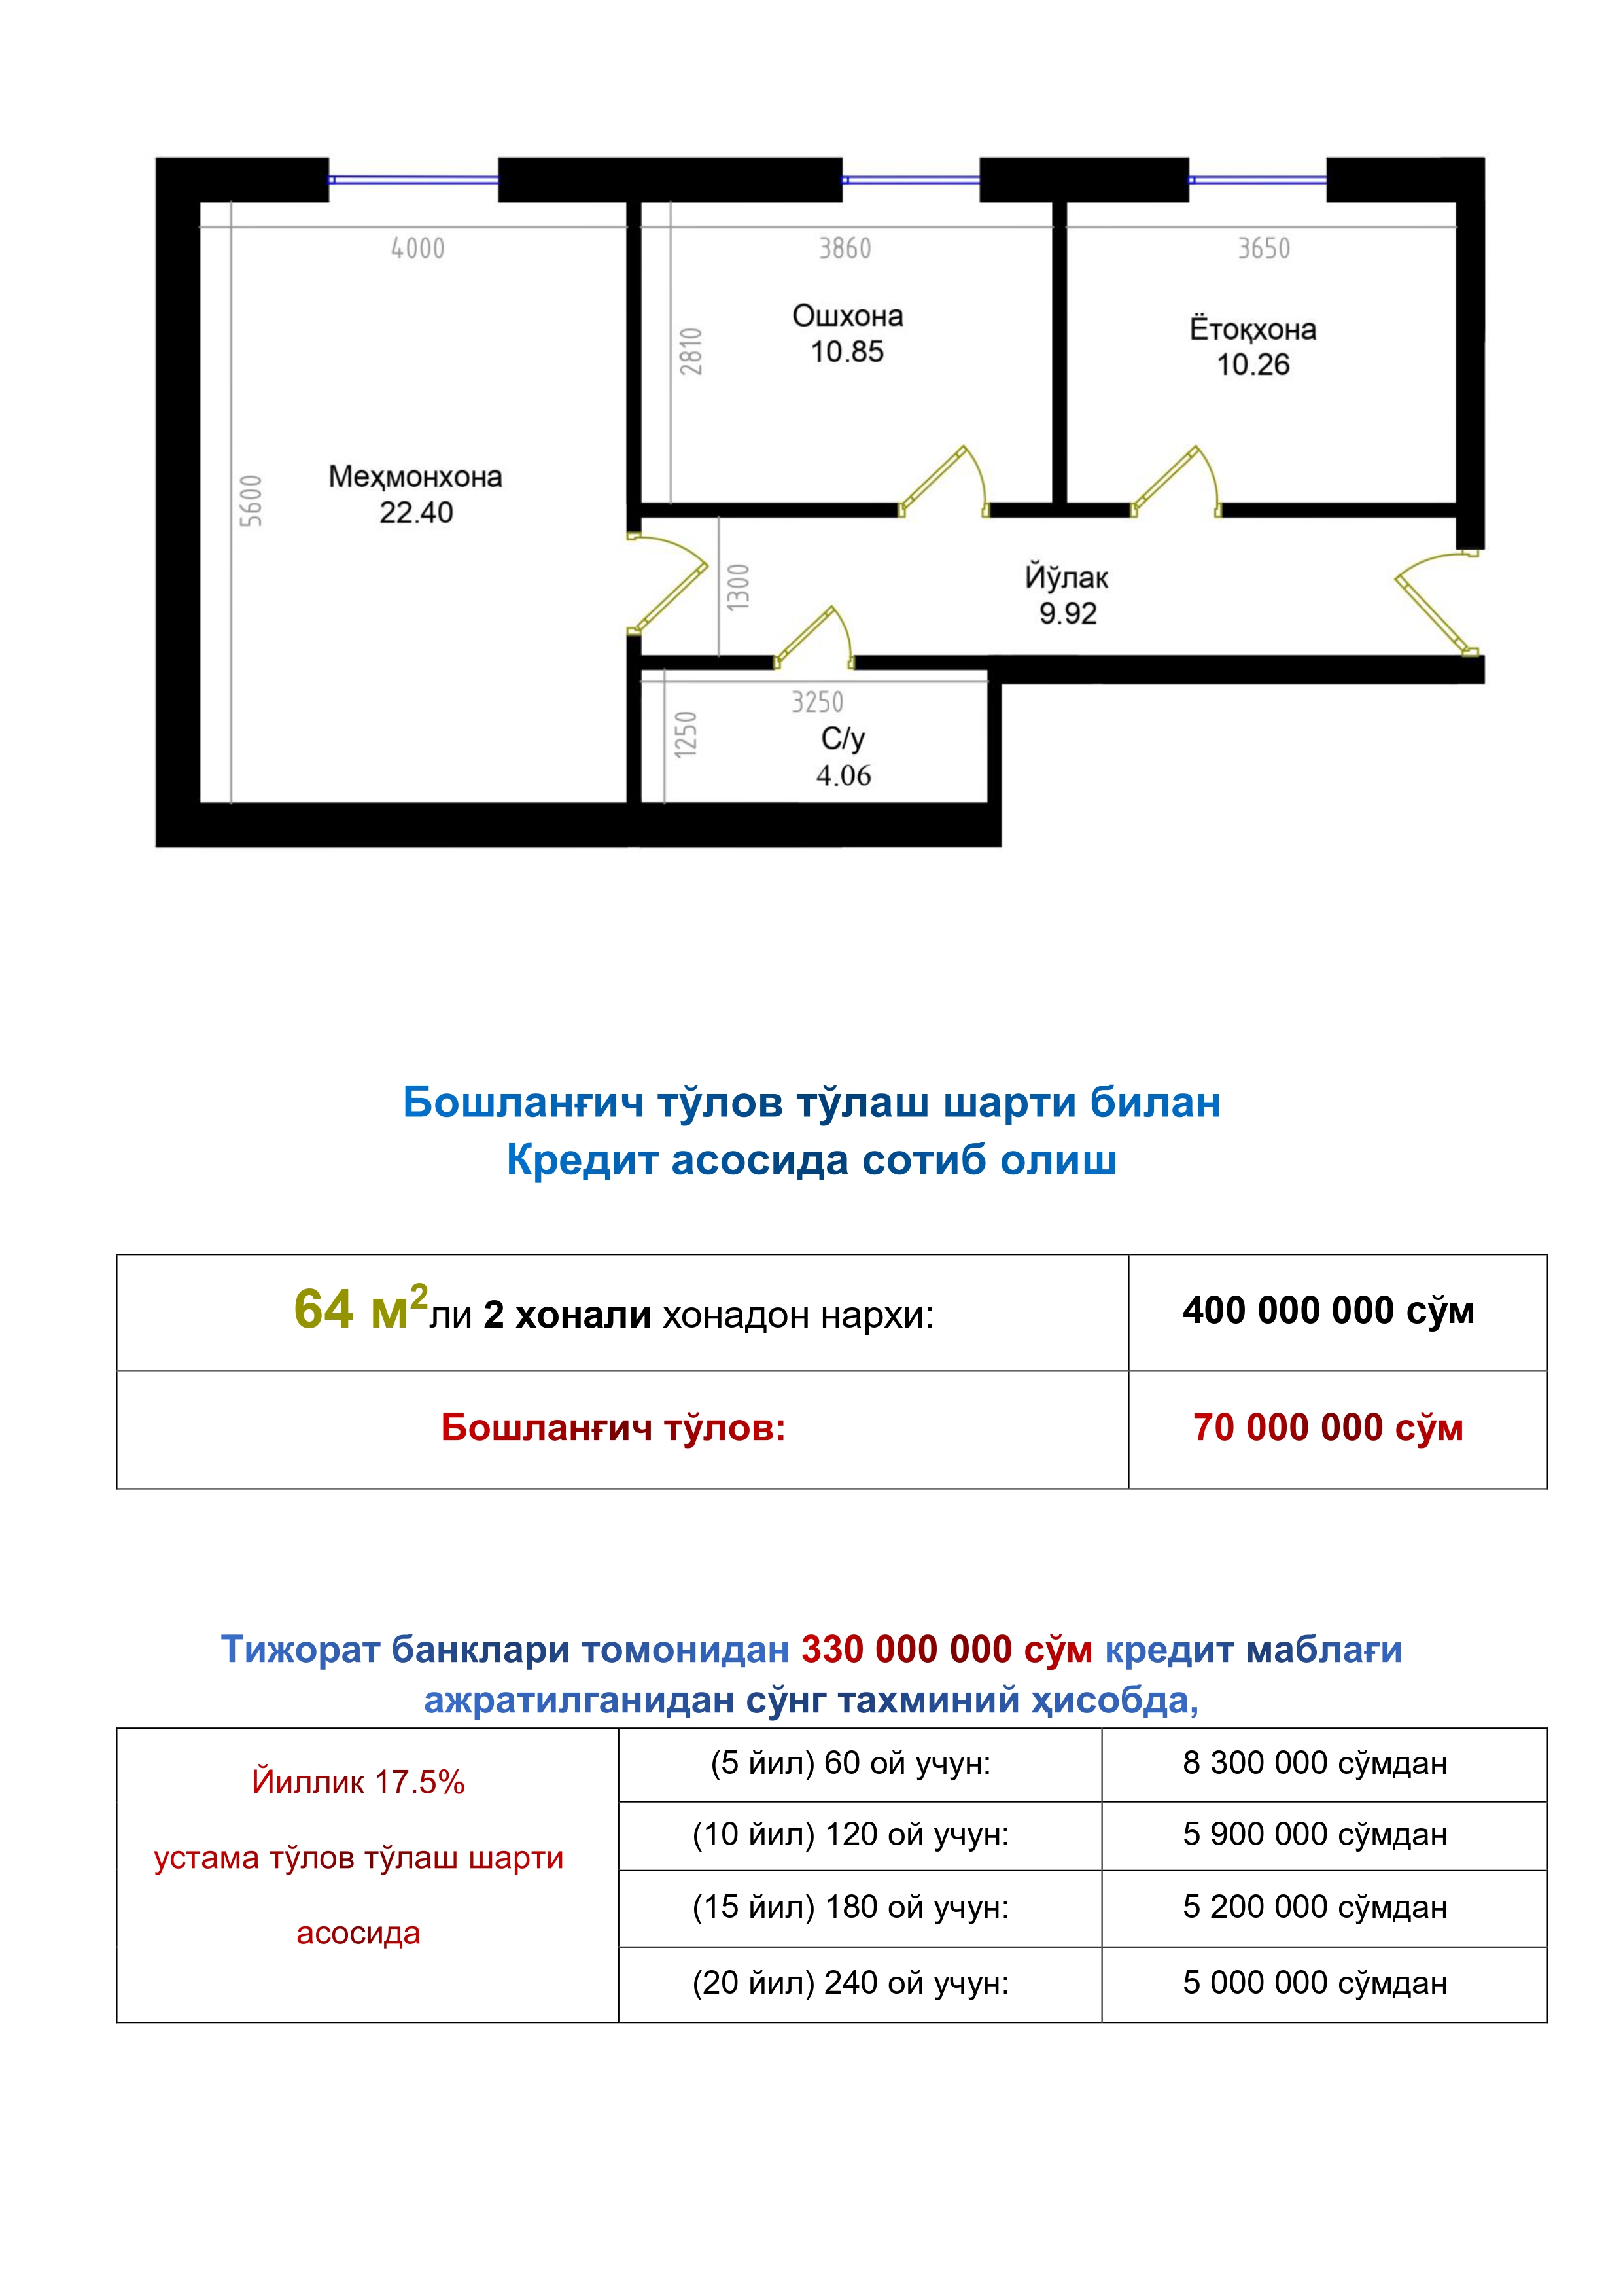 4000
3860
3650
Ошхона
10.85
Ётоқхона
10.26
2810
Меҳмонхона
22.40
5600
1300
Йўлак
9.92
3250
1250
С/у
4.06
Бошланғич тўлов тўлаш шарти билан
Кредит асосида сотиб олиш
64 м²ли 2 хонали хонадон нархи: 400 000 000 сўм
Бошланғич тўлов: 70 000 000 сўм
Тижорат банклари томонидан 330 000 000 сўм кредит маблағи
ажратилганидан сўнг тахминий ҳисобда,
Йиллик 17.5%
устама тўлов тўлаш шарти
асосида
(5 йил) 60 ой учун: 8 300 000 сўмдан
(10 йил) 120 ой учун: 5 900 000 сўмдан
(15 йил) 180 ой учун: 5 200 000 сўмдан
(20 йил) 240 ой учун: 5 000 000 сўмдан